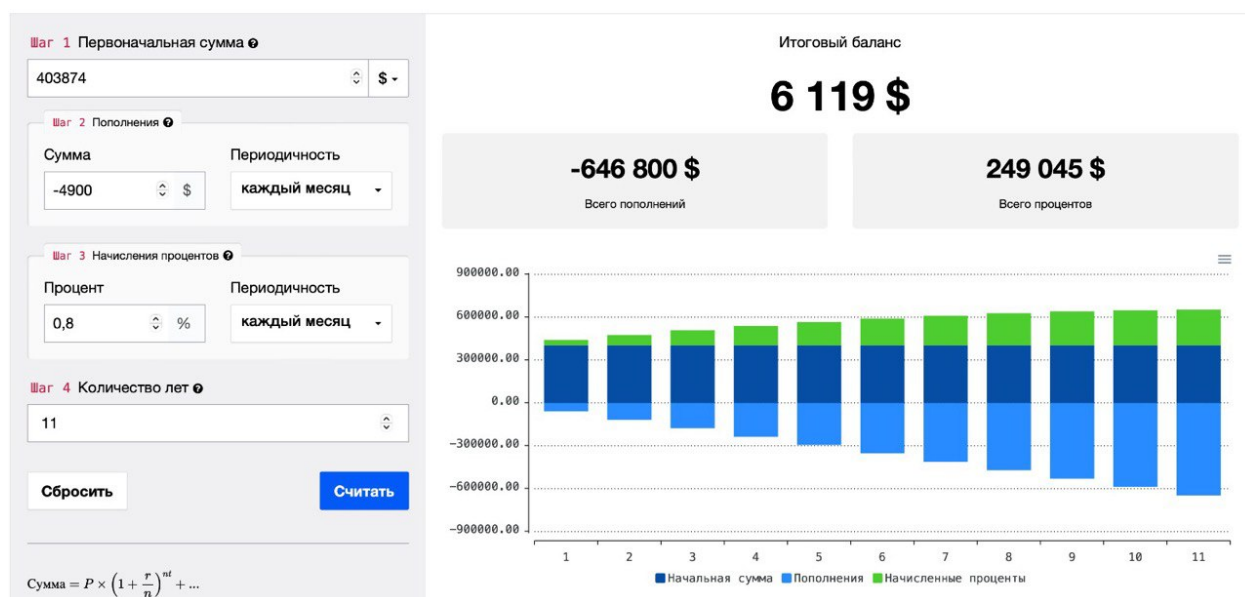 Шаг 1 Первоначальная сумма
403874 $
Шаг 2 Пополнения
Сумма Периодичность
-4900 $ каждый месяц
Шаг 3 Начисления процентов
Процент Периодичность
0,8 % каждый месяц
Шаг 4 Количество лет
11
Сбросить Считать
Сумма = P × (1 + r/n)^nt + ...
Итоговый баланс
6 119 $
-646 800 $ 249 045 $
Всего пополнений Всего процентов
900000.00
600000.00
300000.00
0.00
-300000.00
-600000.00
-900000.00
1 2 3 4 5 6 7 8 9 10 11
Начальная сумма Пополнения Начисленные проценты